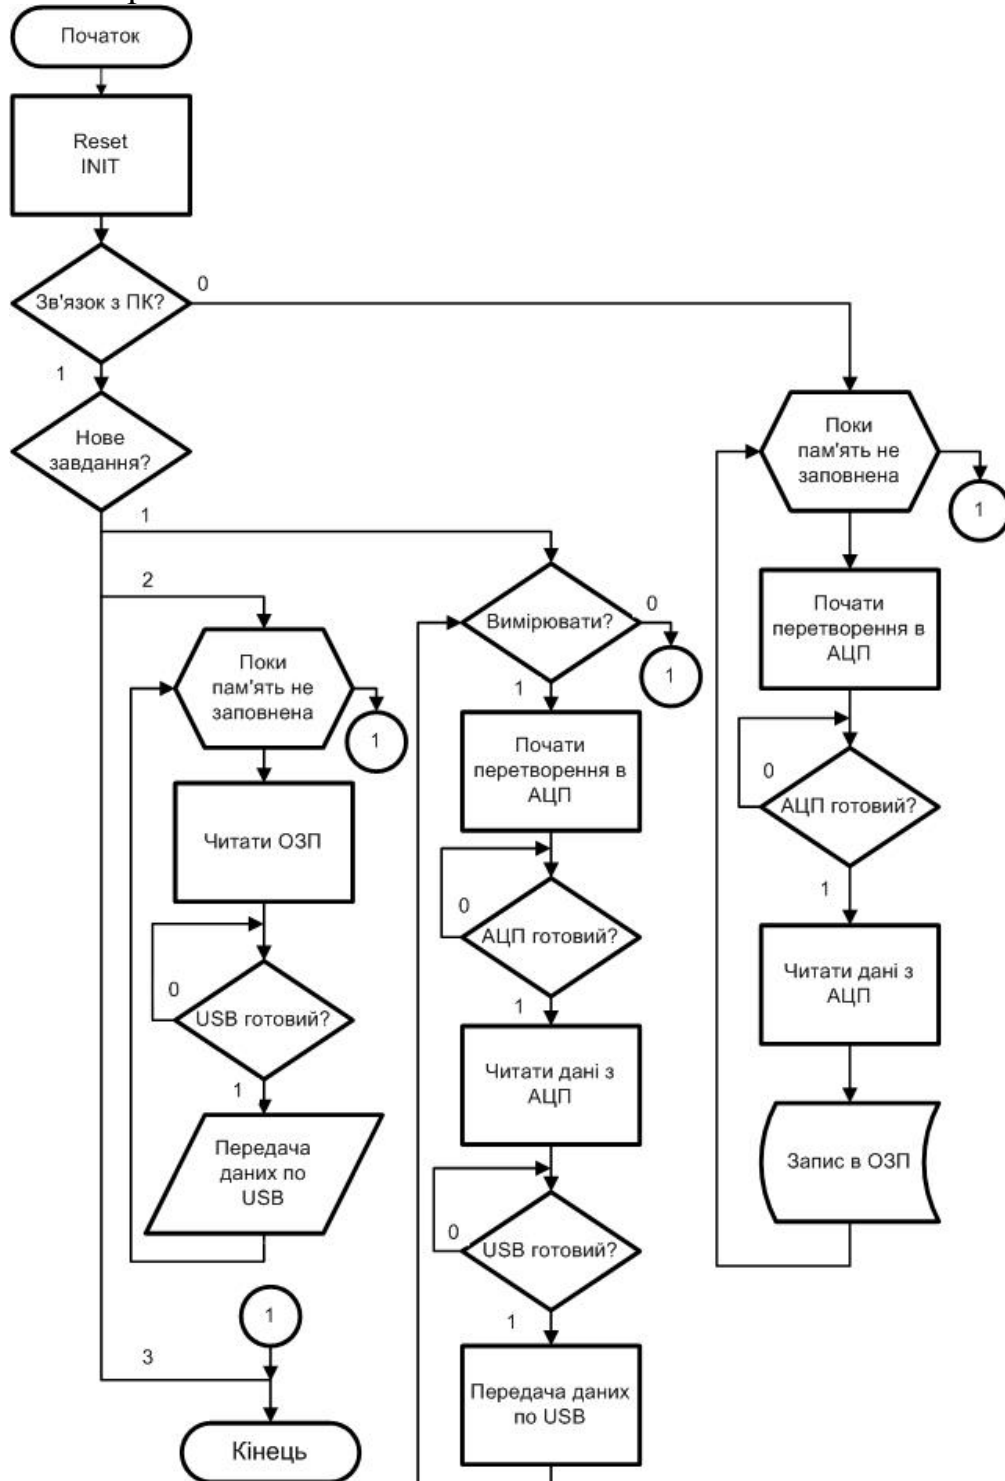 Початок
Reset
INIT
Зв'язок з ПК?
0
1
Нове
завдання?
1
2
3
Поки
пам'ять не
заповнена
1
Читати ОЗП
0
USB готовий?
1
Передача
даних по
USB
1
Кінець
Вимірювати?
0
1
1
Почати
перетворення в
АЦП
0
АЦП готовий?
1
Читати дані з
АЦП
0
USB готовий?
1
Передача даних
по USB
Поки
пам'ять не
заповнена
1
Почати
перетворення в
АЦП
0
АЦП готовий?
1
Читати дані з
АЦП
Запис в ОЗП